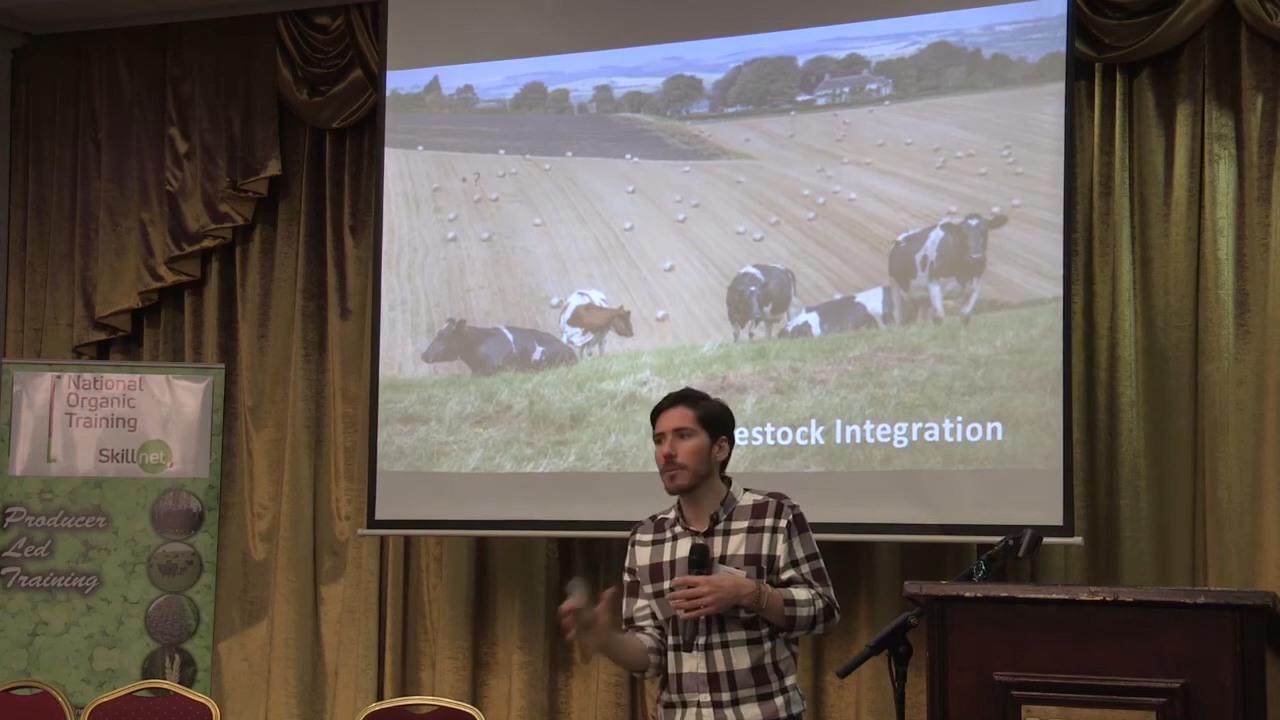 National
Organic
Training
Skillnet
Producer
Led
Training
estock Integration